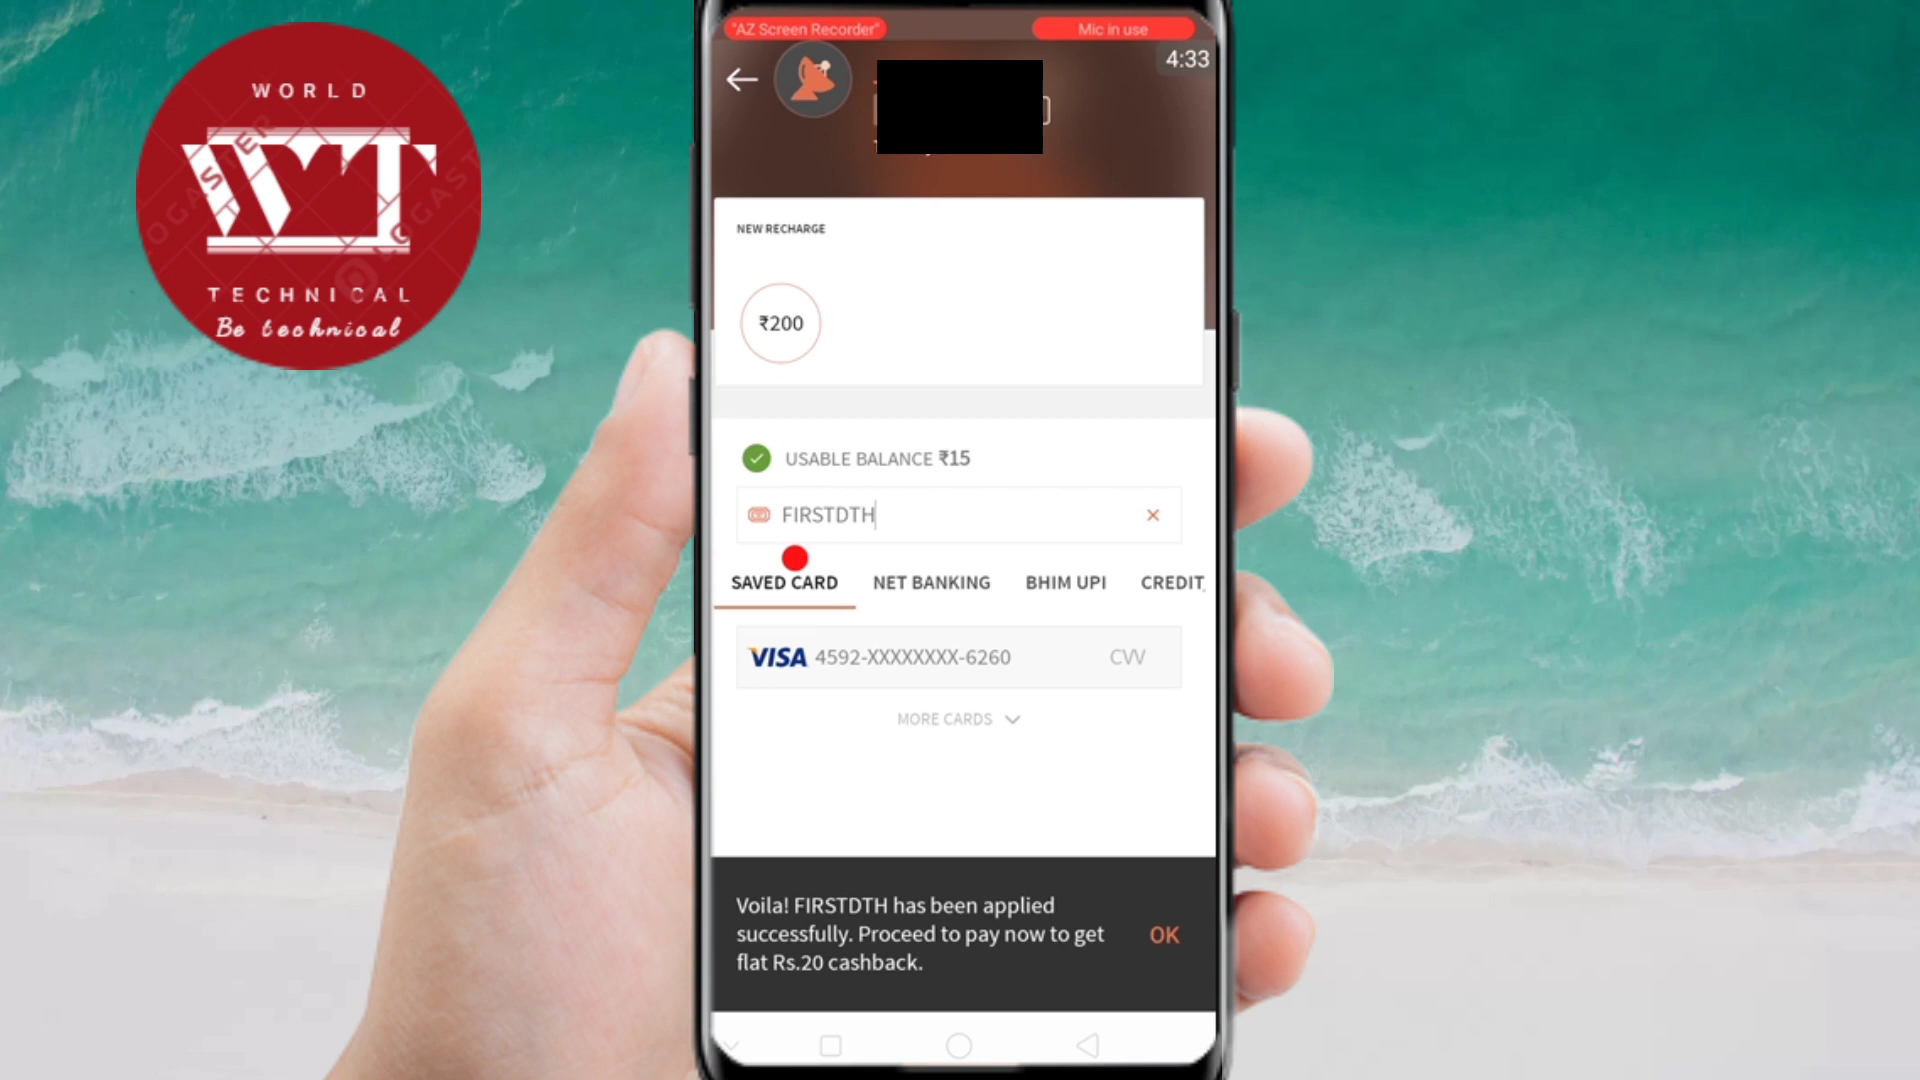 WORLD
WT
TECHNICAL
Be technical
"AZ Screen Recorder"
Mic in use
4:33
NEW RECHARGE
₹200
USABLE BALANCE ₹15
FIRSTDTH
SAVED CARD NET BANKING BHIM UPI CREDIT
VISA 4592-XXXXXXXX-6260 CVV
MORE CARDS
Voila! FIRSTDTH has been applied
successfully. Proceed to pay now to get
flat Rs.20 cashback.
OK